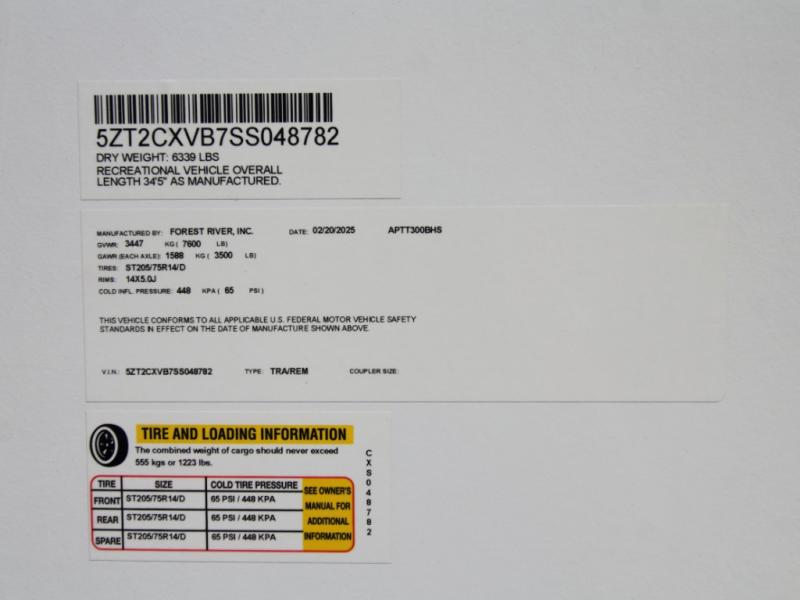 5ZT2CXVB7SS048782
DRY WEIGHT: 6339 LBS
RECREATIONAL VEHICLE OVERALL
LENGTH 34'5" AS MANUFACTURED.
MANUFACTURED BY: FOREST RIVER, INC. DATE: 02/20/2025 APTT300BHS
GVWR: 3447 KG ( 7600 LB)
GAWR (EACH AXLE): 1588 KG ( 3500 LB)
TIRES: ST205/75R14/D
RIMS: 14X5.0J
COLD INFL. PRESSURE: 448 KPA ( 65 PSI )
THIS VEHICLE CONFORMS TO ALL APPLICABLE U.S. FEDERAL MOTOR VEHICLE SAFETY
STANDARDS IN EFFECT ON THE DATE OF MANUFACTURE SHOWN ABOVE.
V.I.N.: 5ZT2CXVB7SS048782 TYPE: TRA/REM COUPLER SIZE:
TIRE AND LOADING INFORMATION
The combined weight of cargo should never exceed
555 kgs or 1223 lbs.
TIRE SIZE COLD TIRE PRESSURE
FRONT ST205/75R14/D 65 PSI / 448 KPA
REAR ST205/75R14/D 65 PSI / 448 KPA
SPARE ST205/75R14/D 65 PSI / 448 KPA
SEE OWNER'S
MANUAL FOR
ADDITIONAL
INFORMATION
CXS048782